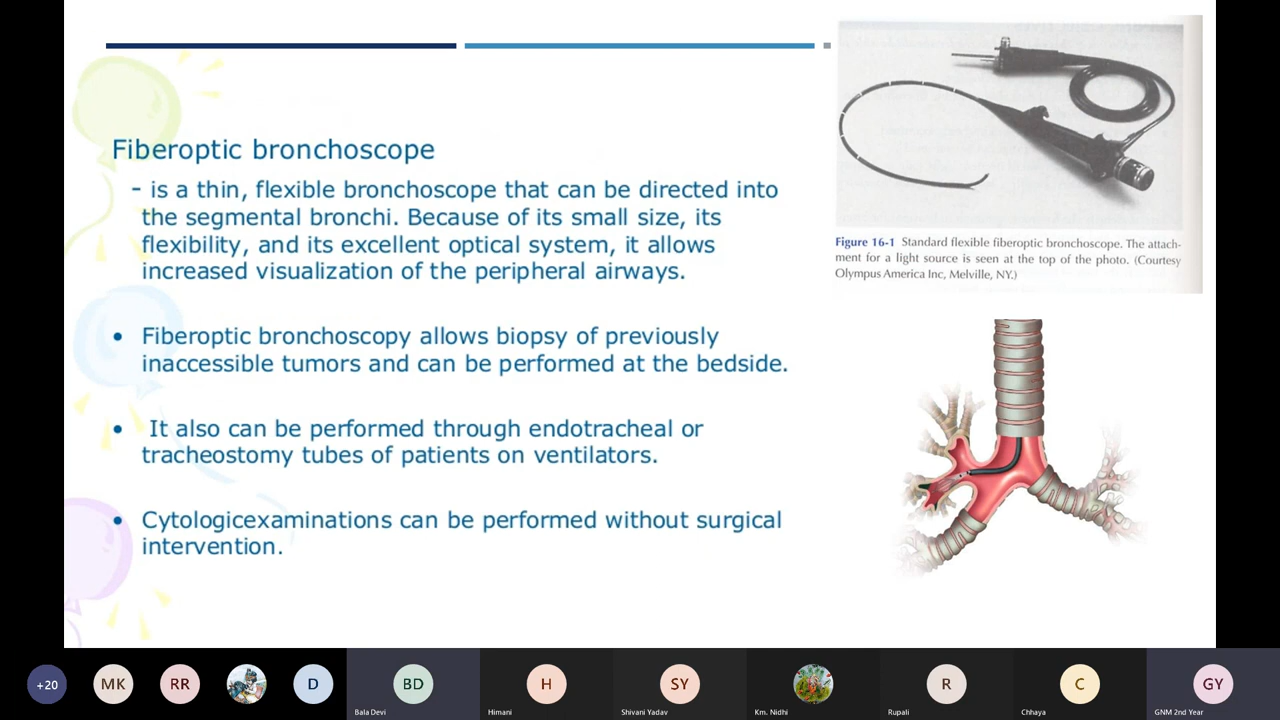 Fiberoptic bronchoscope
- is a thin, flexible bronchoscope that can be directed into
the segmental bronchi. Because of its small size, its
flexibility, and its excellent optical system, it allows
increased visualization of the peripheral airways.
• Fiberoptic bronchoscopy allows biopsy of previously
inaccessible tumors and can be performed at the bedside.
• It also can be performed through endotracheal or
tracheostomy tubes of patients on ventilators.
• Cytologicexaminations can be performed without surgical
intervention.
Figure 16-1 Standard flexible fiberoptic bronchoscope. The attach-
ment for a light source is seen at the top of the photo. (Courtesy
Olympus America Inc, Melville, NY.)
+20 MK RR D BD H SY R C GY
Bala Devi Himani Shivani Yadav Km. Nidhi Rupali Chhaya GNM 2nd Year